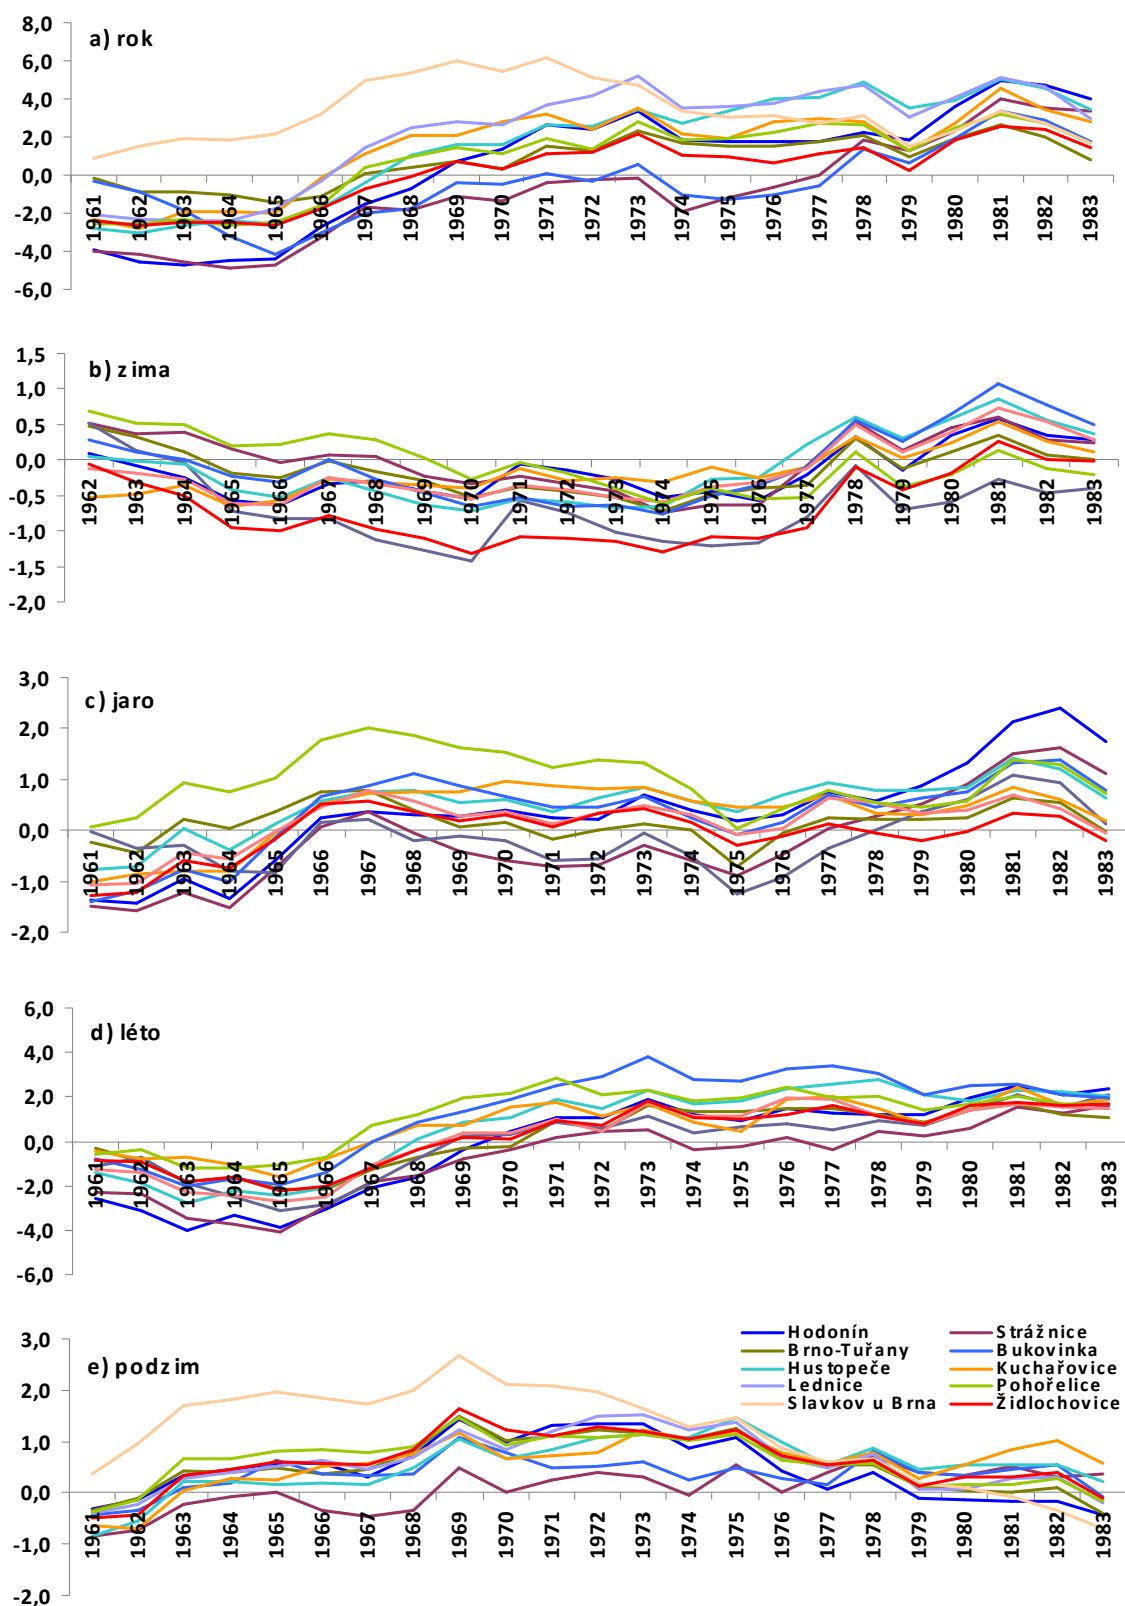 a) rok
8,0
6,0
4,0
2,0
0,0
-2,0
-4,0
-6,0
1961 1962 1963 1964 1965 1966 1967 1968 1969 1970 1971 1972 1973 1974 1975 1976 1977 1978 1979 1980 1981 1982 1983
b) zima
1,5
1,0
0,5
0,0
-0,5
-1,0
-1,5
-2,0
1962 1963 1964 1965 1966 1967 1968 1969 1970 1971 1972 1973 1974 1975 1976 1977 1978 1979 1980 1981 1982 1983
c) jaro
3,0
2,0
1,0
0,0
-1,0
-2,0
1961 1962 1963 1964 1965 1966 1967 1968 1969 1970 1971 1972 1973 1974 1975 1976 1977 1978 1979 1980 1981 1982 1983
d) léto
6,0
4,0
2,0
0,0
-2,0
-4,0
-6,0
1961 1962 1963 1964 1965 1966 1967 1968 1969 1970 1971 1972 1973 1974 1975 1976 1977 1978 1979 1980 1981 1982 1983
e) podzim
3,0
2,0
1,0
0,0
-1,0
-2,0
1961 1962 1963 1964 1965 1966 1967 1968 1969 1970 1971 1972 1973 1974 1975 1976 1977 1978 1979 1980 1981 1982 1983
Hodonín Strážnice
Brno-Tuřany Bukovinka
Hustopeče Kuchařovice
Lednice Pohořelice
Slavkov u Brna Židlochovice